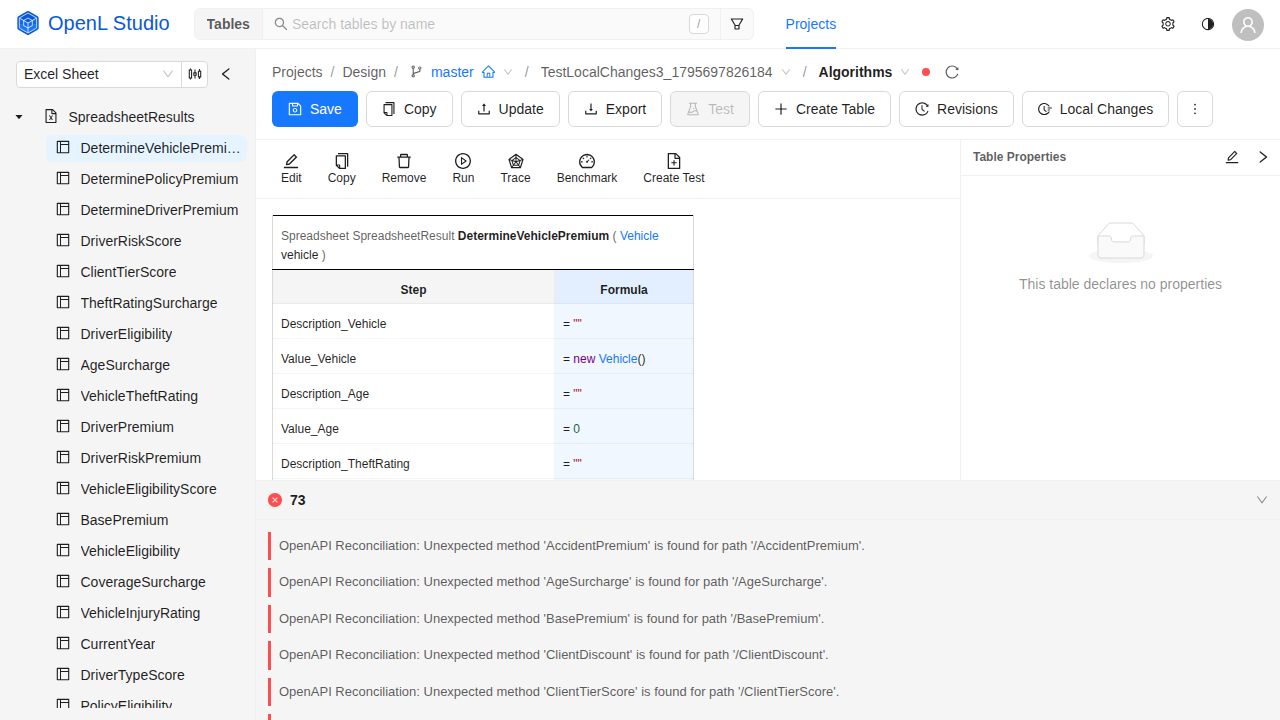 OpenL Studio
Tables
Search tables by name
/
Projects
Excel Sheet
SpreadsheetResults
DetermineVehiclePremi...
DeterminePolicyPremium
DetermineDriverPremium
DriverRiskScore
ClientTierScore
TheftRatingSurcharge
DriverEligibility
AgeSurcharge
VehicleTheftRating
DriverPremium
DriverRiskPremium
VehicleEligibilityScore
BasePremium
VehicleEligibility
CoverageSurcharge
VehicleInjuryRating
CurrentYear
DriverTypeScore
PolicyEligibility
Projects / Design / master / TestLocalChanges3_1795697826184 / Algorithms
Save
Copy
Update
Export
Test
Create Table
Revisions
Local Changes
Edit
Copy
Remove
Run
Trace
Benchmark
Create Test
Spreadsheet SpreadsheetResult DetermineVehiclePremium ( Vehicle
vehicle )
Step Formula
Description_Vehicle = ""
Value_Vehicle = new Vehicle()
Description_Age = ""
Value_Age = 0
Description_TheftRating = ""
Table Properties
This table declares no properties
73
OpenAPI Reconciliation: Unexpected method 'AccidentPremium' is found for path '/AccidentPremium'.
OpenAPI Reconciliation: Unexpected method 'AgeSurcharge' is found for path '/AgeSurcharge'.
OpenAPI Reconciliation: Unexpected method 'BasePremium' is found for path '/BasePremium'.
OpenAPI Reconciliation: Unexpected method 'ClientDiscount' is found for path '/ClientDiscount'.
OpenAPI Reconciliation: Unexpected method 'ClientTierScore' is found for path '/ClientTierScore'.